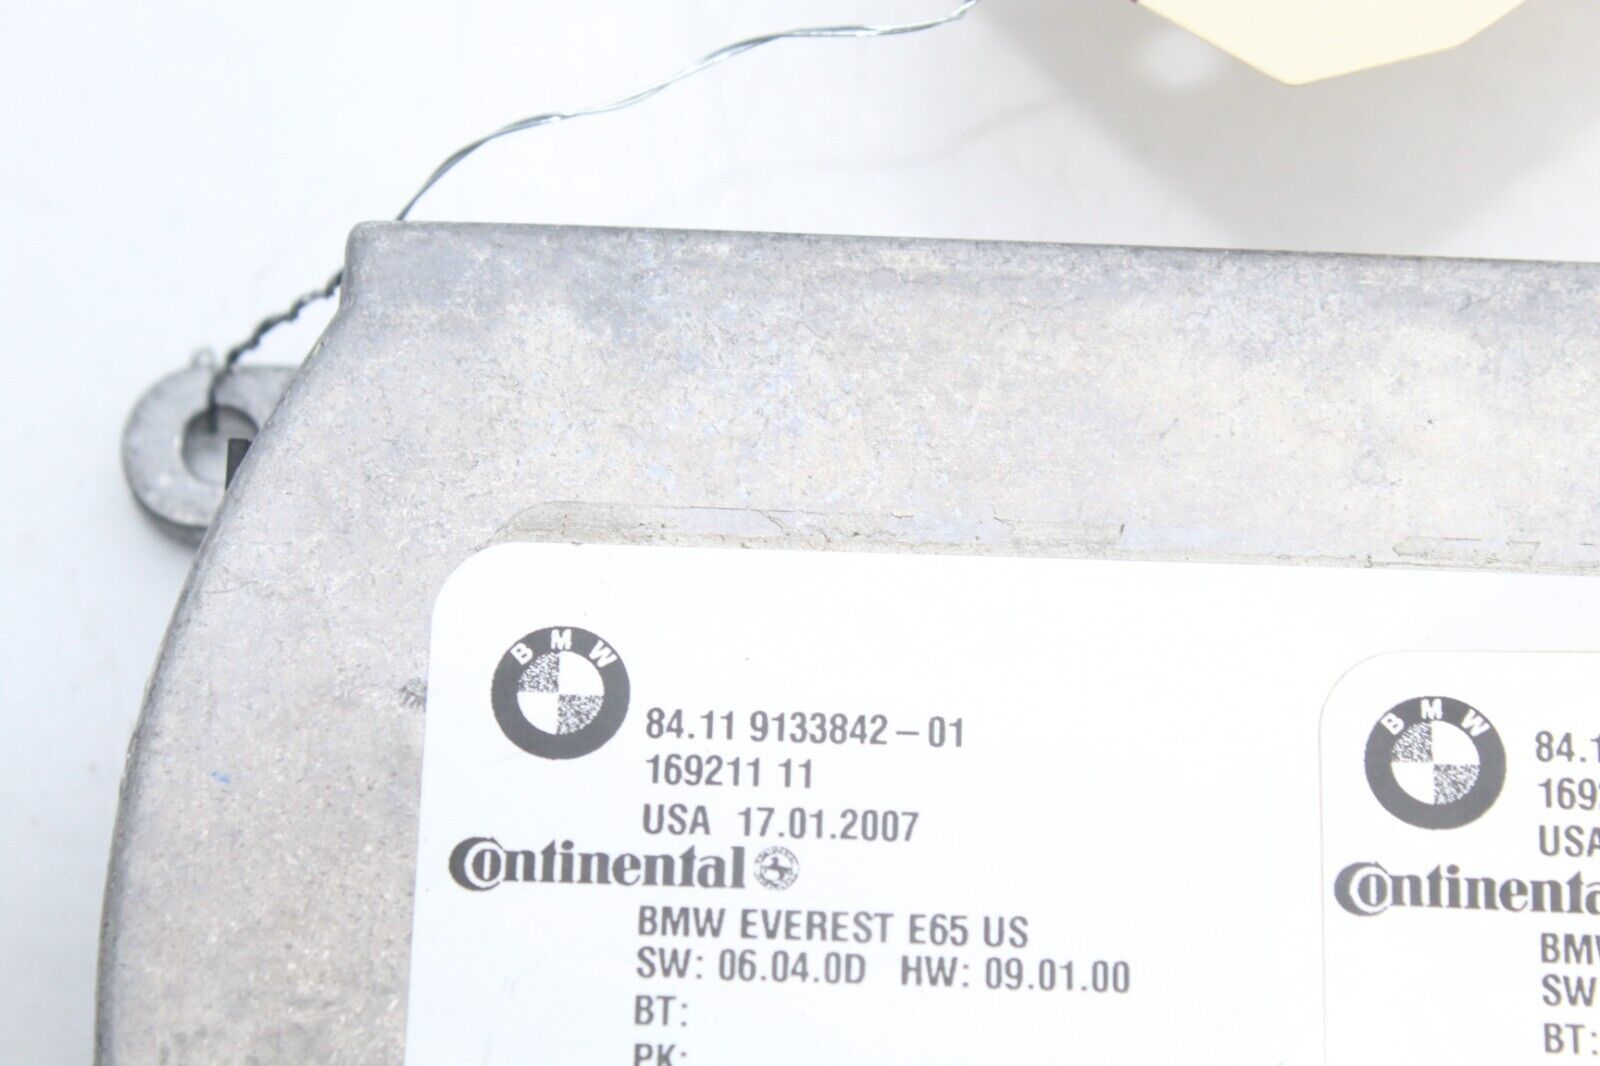 BMW
84.11 9133842-01
169211 11
USA 17.01.2007
Continental
BMW EVEREST E65 US
SW: 06.04.0D HW: 09.01.00
BT:
PK:
BMW
84.1
169
USA
Continenta
BM
SW
BT: